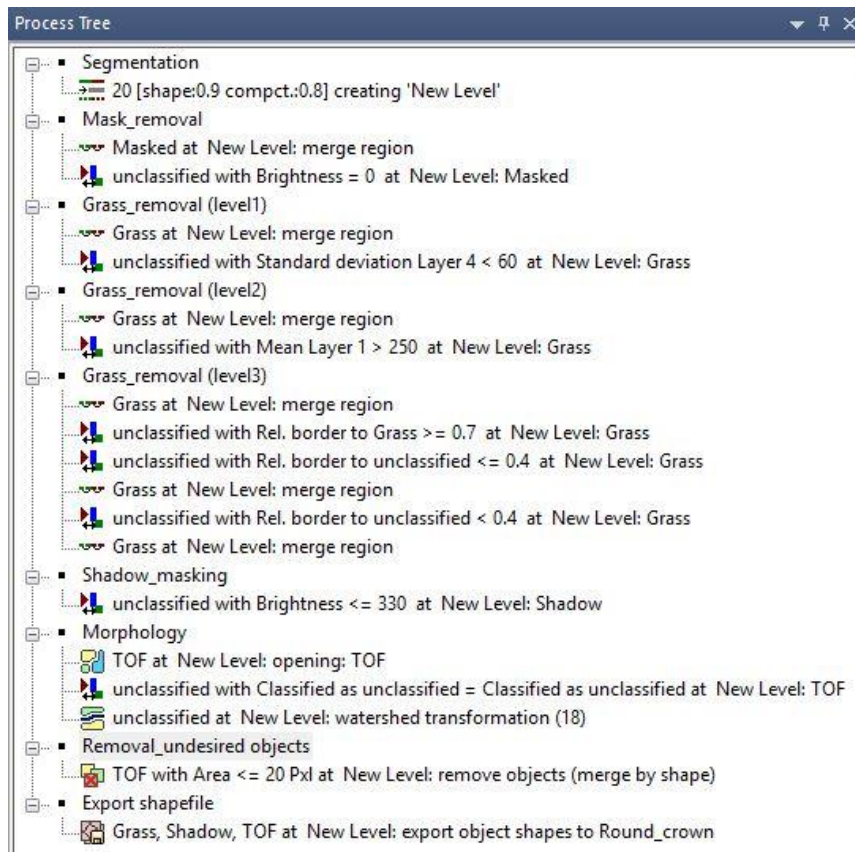 Process Tree
Segmentation
20 [shape:0.9 compct.:0.8] creating 'New Level'
Mask_removal
Masked at New Level: merge region
unclassified with Brightness = 0 at New Level: Masked
Grass_removal (level1)
Grass at New Level: merge region
unclassified with Standard deviation Layer 4 < 60 at New Level: Grass
Grass_removal (level2)
Grass at New Level: merge region
unclassified with Mean Layer 1 > 250 at New Level: Grass
Grass_removal (level3)
Grass at New Level: merge region
unclassified with Rel. border to Grass >= 0.7 at New Level: Grass
unclassified with Rel. border to unclassified <= 0.4 at New Level: Grass
Grass at New Level: merge region
unclassified with Rel. border to unclassified < 0.4 at New Level: Grass
Grass at New Level: merge region
Shadow_masking
unclassified with Brightness <= 330 at New Level: Shadow
Morphology
TOF at New Level: opening: TOF
unclassified with Classified as unclassified = Classified as unclassified at New Level: TOF
unclassified at New Level: watershed transformation (18)
Removal_undesired objects
TOF with Area <= 20 Pxl at New Level: remove objects (merge by shape)
Export shapefile
Grass, Shadow, TOF at New Level: export object shapes to Round_crown